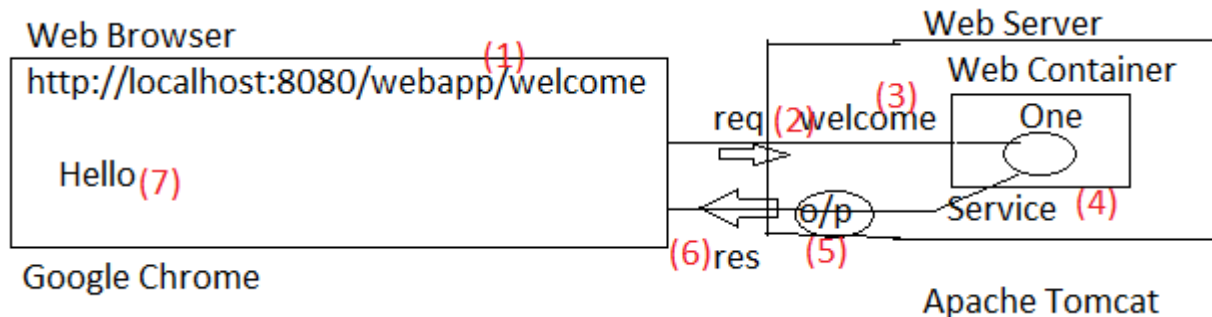 Web Browser
Web Server
(1)
http://localhost:8080/webapp/welcome
Web Container
(3)
req (2) welcome
One
Hello (7)
o/p
Service (4)
(6) res (5)
Google Chrome
Apache Tomcat